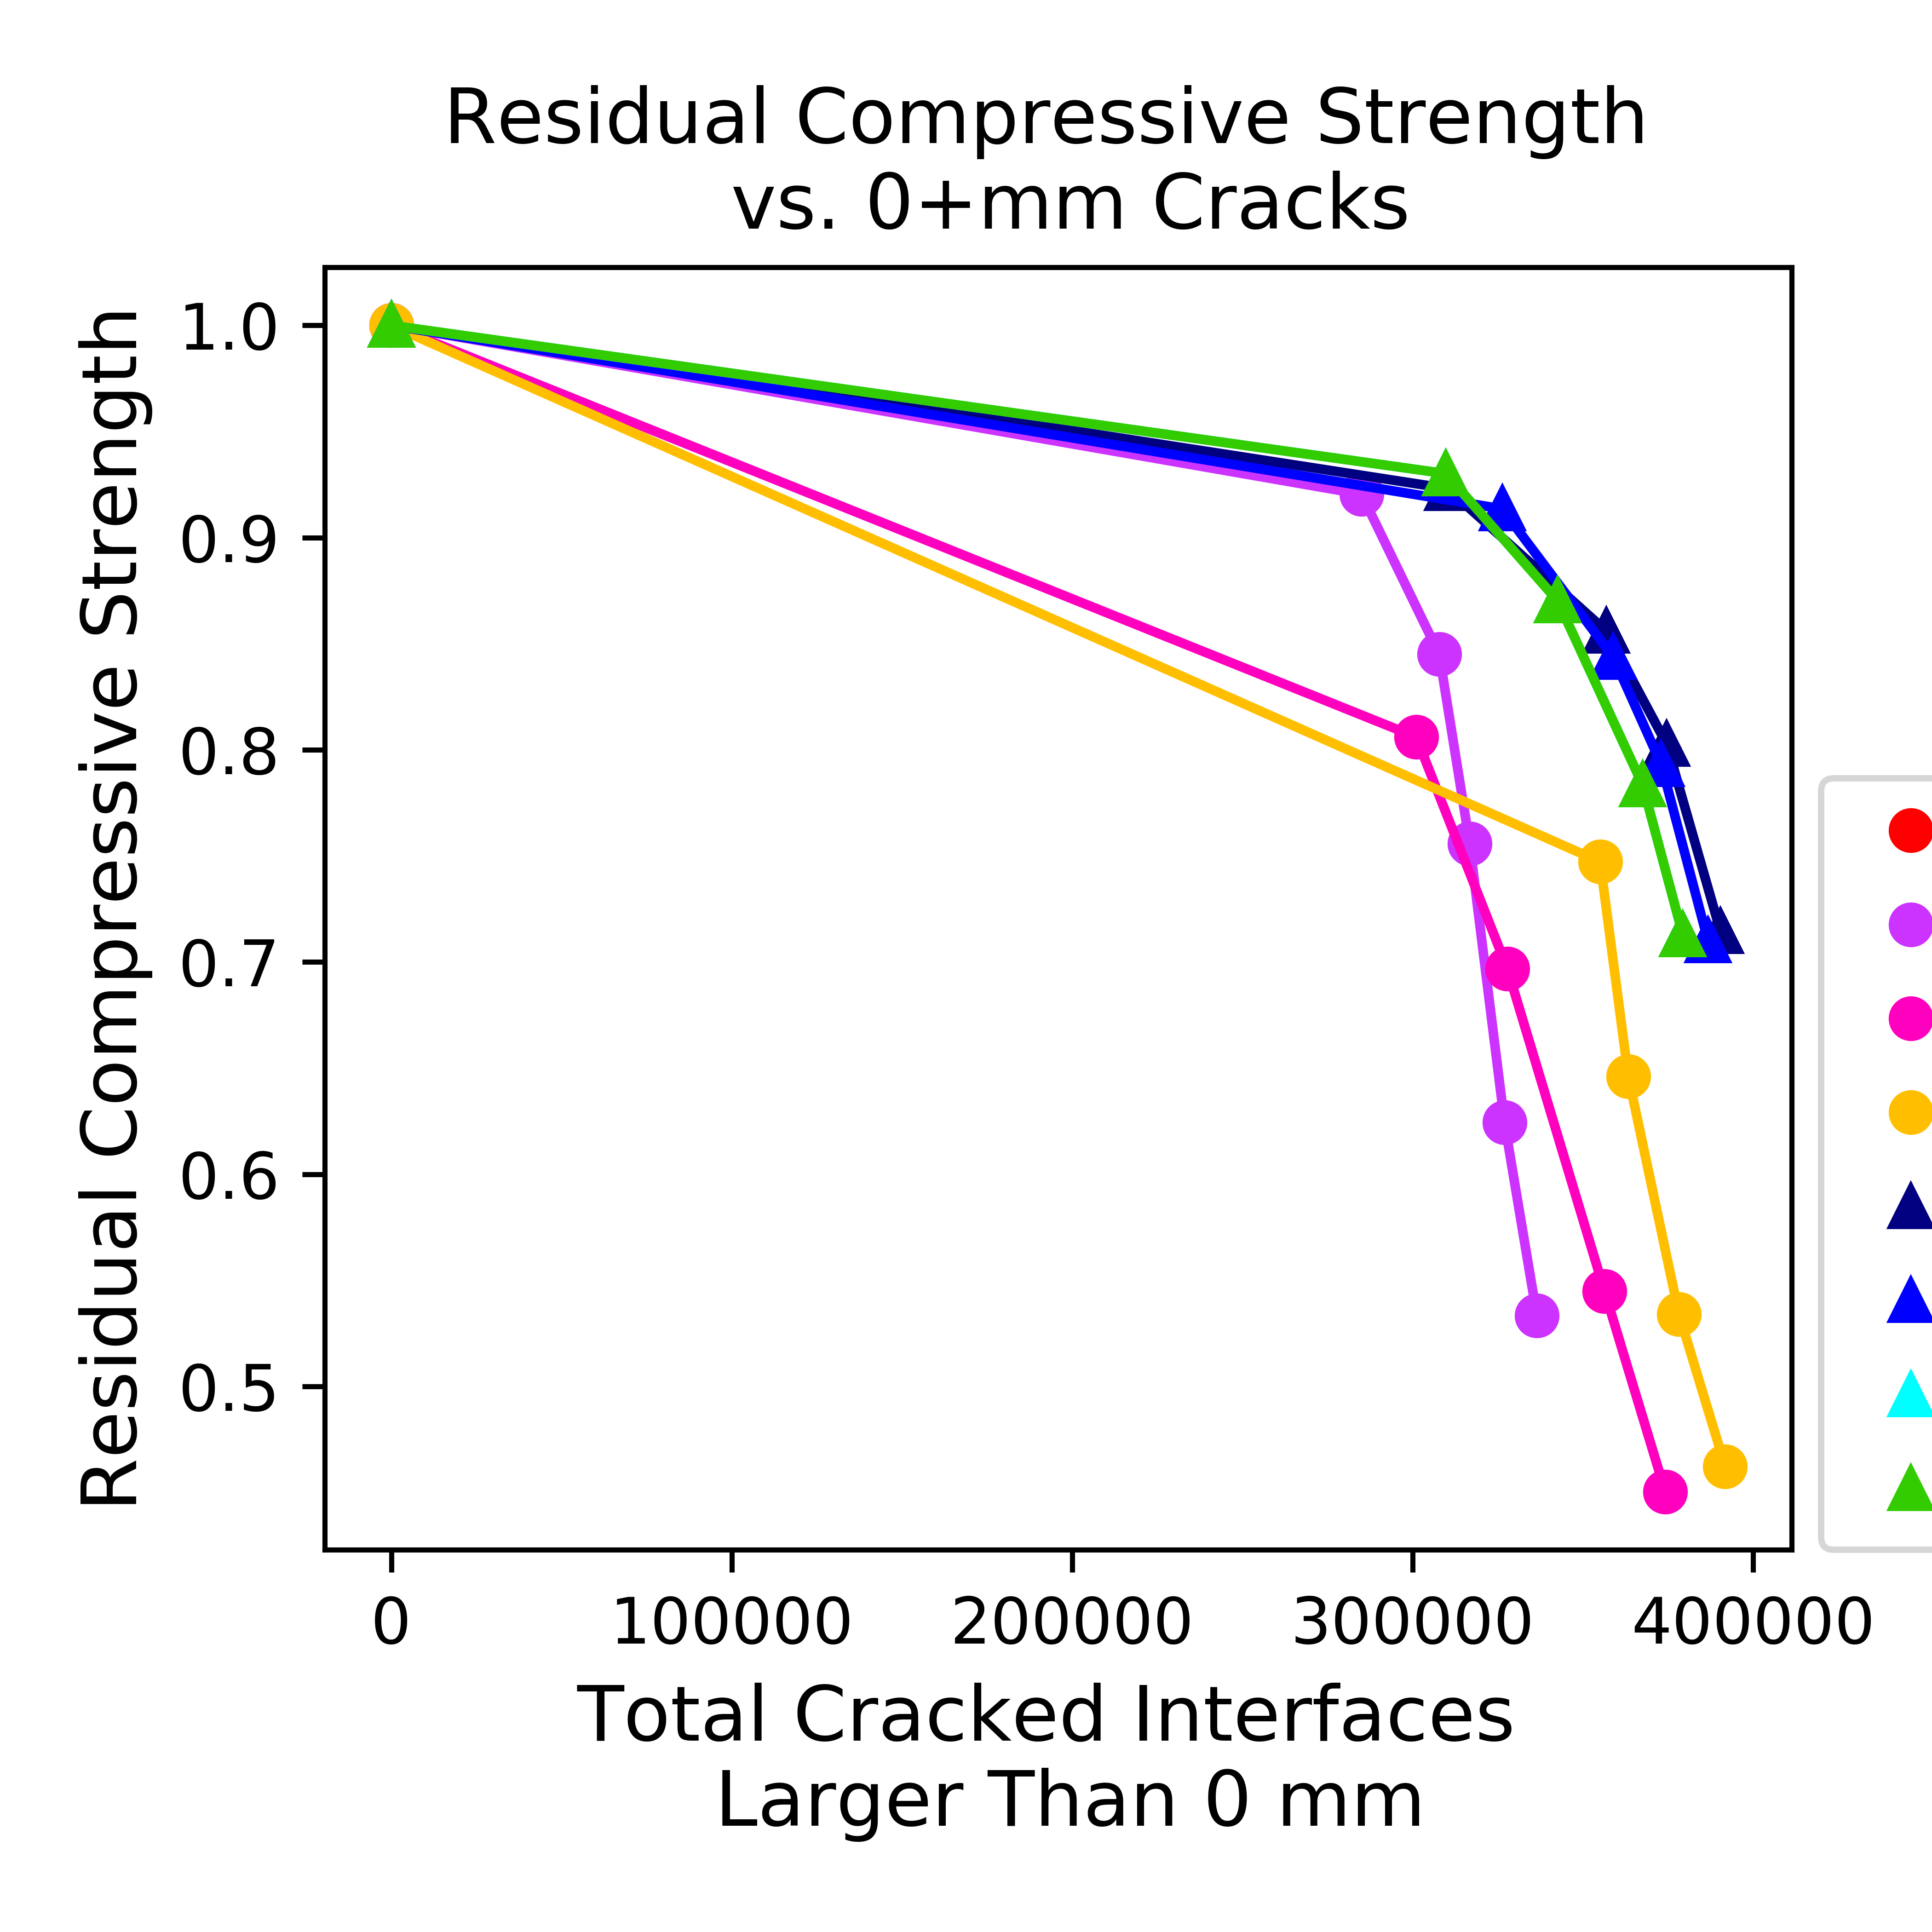 Residual Compressive Strength
vs. 0+mm Cracks
Residual Compressive Strength
1.0
0.9
0.8
0.7
0.6
0.5
0
100000
200000
300000
400000
Total Cracked Interfaces
Larger Than 0 mm